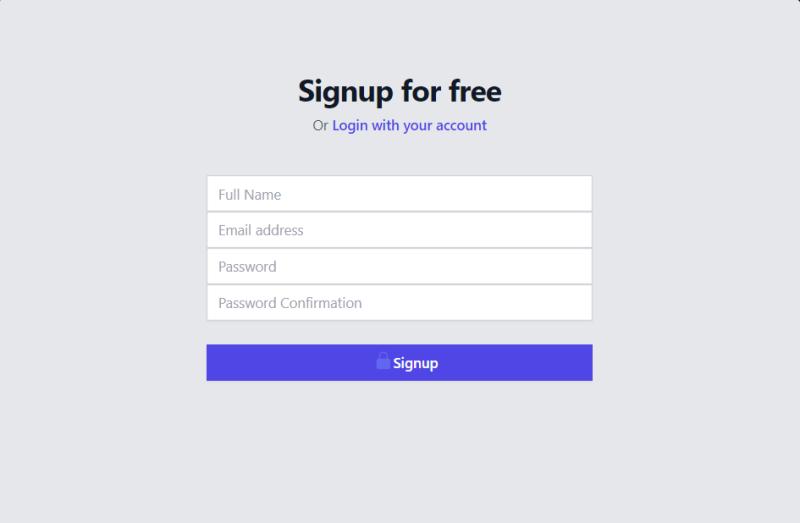 Signup for free
Or Login with your account
Full Name
Email address
Password
Password Confirmation
Signup